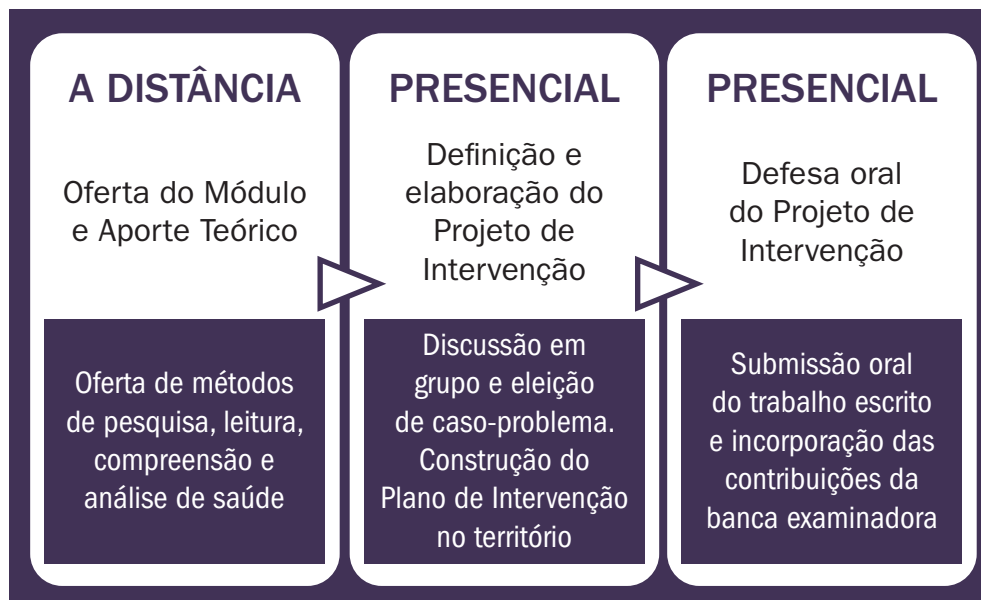 A DISTÂNCIA
Oferta do Módulo
e Aporte Teórico
Oferta de métodos
de pesquisa, leitura,
compreensão e
análise de saúde
PRESENCIAL
Definição e
elaboração do
Projeto de
Intervenção
Discussão em
grupo e eleição
de caso-problema.
Construção do
Plano de Intervenção
no território
PRESENCIAL
Defesa oral
do Projeto de
Intervenção
Submissão oral
do trabalho escrito
e incorporação das
contribuições da
banca examinadora